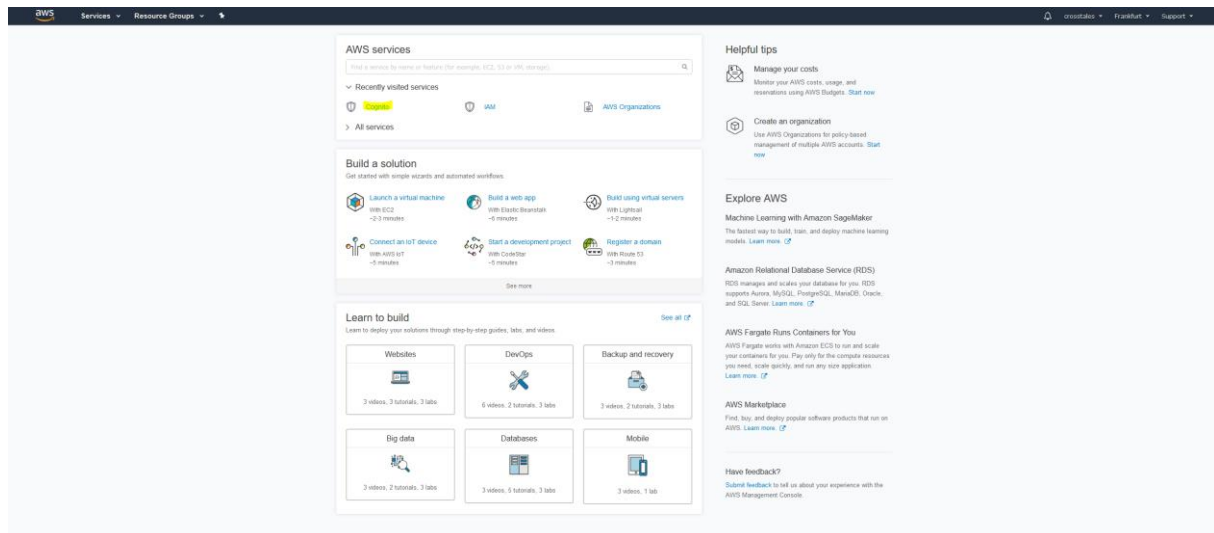 aws
Services
Resource Groups
crosstales
Frankfurt
Support
AWS services
Find a service by name or feature (for example, EC2, S3 or VM, storage).
Recently visited services
Cognito
IAM
AWS Organizations
All services
Build a solution
Get started with simple wizards and automated workflows.
Launch a virtual machine
With EC2
~2-3 minutes
Build a web app
With Elastic Beanstalk
~6 minutes
Build using virtual servers
With Lightsail
~1-2 minutes
Connect an IoT device
With AWS IoT
~5 minutes
Start a development project
With CodeStar
~5 minutes
Register a domain
With Route 53
~3 minutes
See more
Learn to build
See all
Learn to deploy your solutions through step-by-step guides, labs, and videos.
Websites
3 videos, 3 tutorials, 3 labs
DevOps
6 videos, 2 tutorials, 3 labs
Backup and recovery
3 videos, 2 tutorials, 3 labs
Big data
3 videos, 2 tutorials, 3 labs
Databases
3 videos, 5 tutorials, 3 labs
Mobile
3 videos, 1 lab
Helpful tips
Manage your costs
Monitor your AWS costs, usage, and
reservations using AWS Budgets. Start now
Create an organization
Use AWS Organizations for policy-based
management of multiple AWS accounts. Start
now
Explore AWS
Machine Learning with Amazon SageMaker
The fastest way to build, train, and deploy machine learning
models. Learn more.
Amazon Relational Database Service (RDS)
RDS manages and scales your database for you. RDS
supports Aurora, MySQL, PostgreSQL, MariaDB, Oracle,
and SQL Server. Learn more.
AWS Fargate Runs Containers for You
AWS Fargate works with Amazon ECS to run and scale
your containers for you. Pay only for the compute resources
you need, scale quickly, and run any size application.
Learn more.
AWS Marketplace
Find, buy, and deploy popular software products that run on
AWS. Learn more.
Have feedback?
Submit feedback to tell us about your experience with the
AWS Management Console.